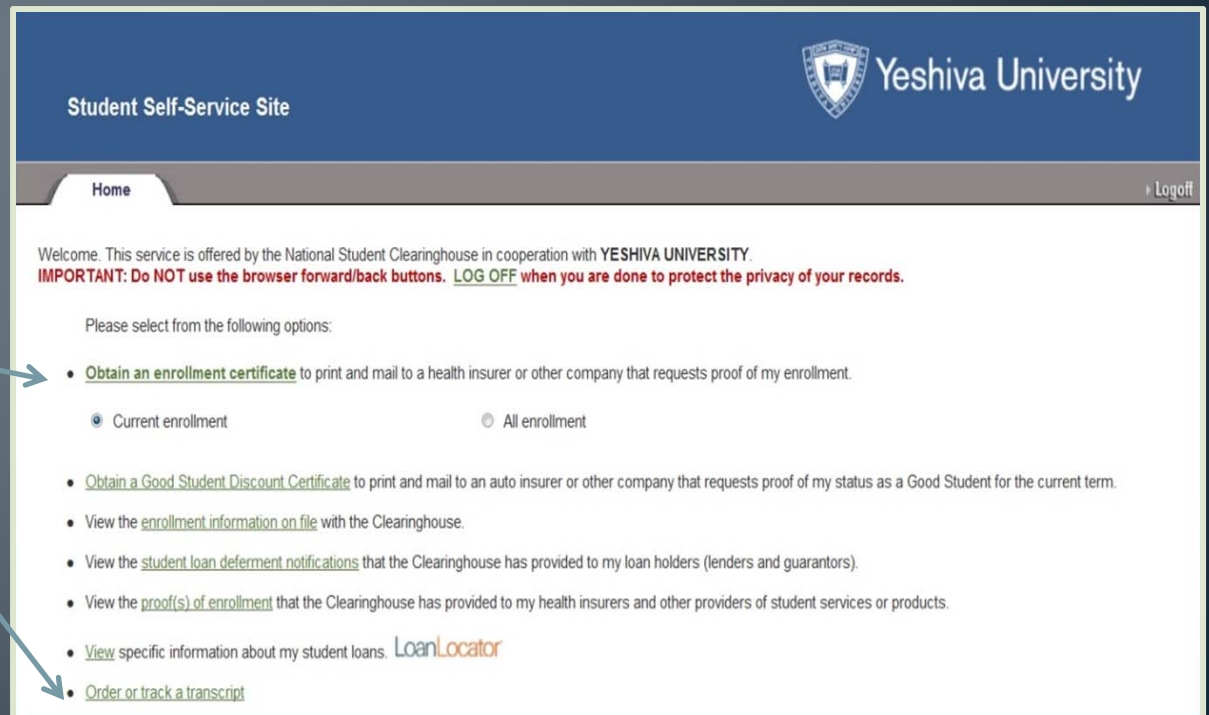 Yeshiva University
Student Self-Service Site
Home
Logoff
Welcome. This service is offered by the National Student Clearinghouse in cooperation with YESHIVA UNIVERSITY.
IMPORTANT: Do NOT use the browser forward/back buttons. LOG OFF when you are done to protect the privacy of your records.
Please select from the following options:
• Obtain an enrollment certificate to print and mail to a health insurer or other company that requests proof of my enrollment.
Current enrollment All enrollment
• Obtain a Good Student Discount Certificate to print and mail to an auto insurer or other company that requests proof of my status as a Good Student for the current term.
• View the enrollment information on file with the Clearinghouse.
• View the student loan deferment notifications that the Clearinghouse has provided to my loan holders (lenders and guarantors).
• View the proof(s) of enrollment that the Clearinghouse has provided to my health insurers and other providers of student services or products.
• View specific information about my student loans. LoanLocator
• Order or track a transcript